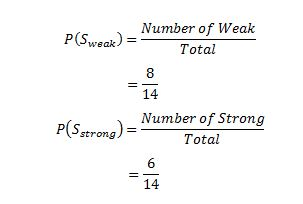 P(S_weak) = Number of Weak / Total
= 8 / 14
P(S_strong) = Number of Strong / Total
= 6 / 14